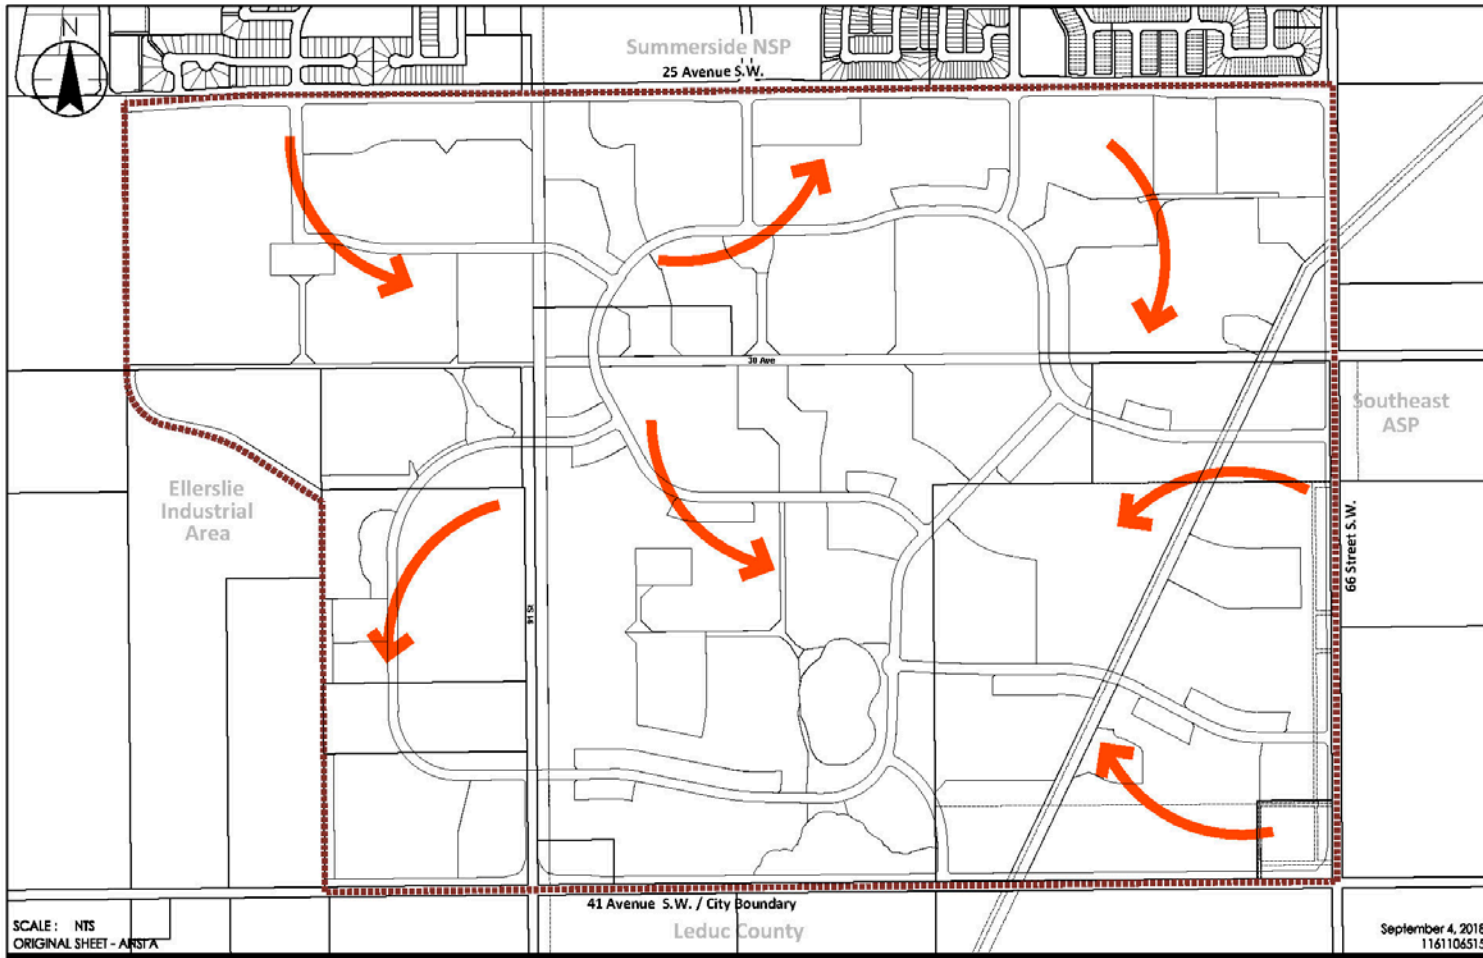 N
Summerside NSP
25 Avenue S.W.
30 Ave
Southeast
ASP
Ellerslie
Industrial
Area
66 Street S.W.
91 St
41 Avenue S.W. / City Boundary
Leduc County
SCALE : NTS
ORIGINAL SHEET - ANSI A
September 4, 2018
1161106515